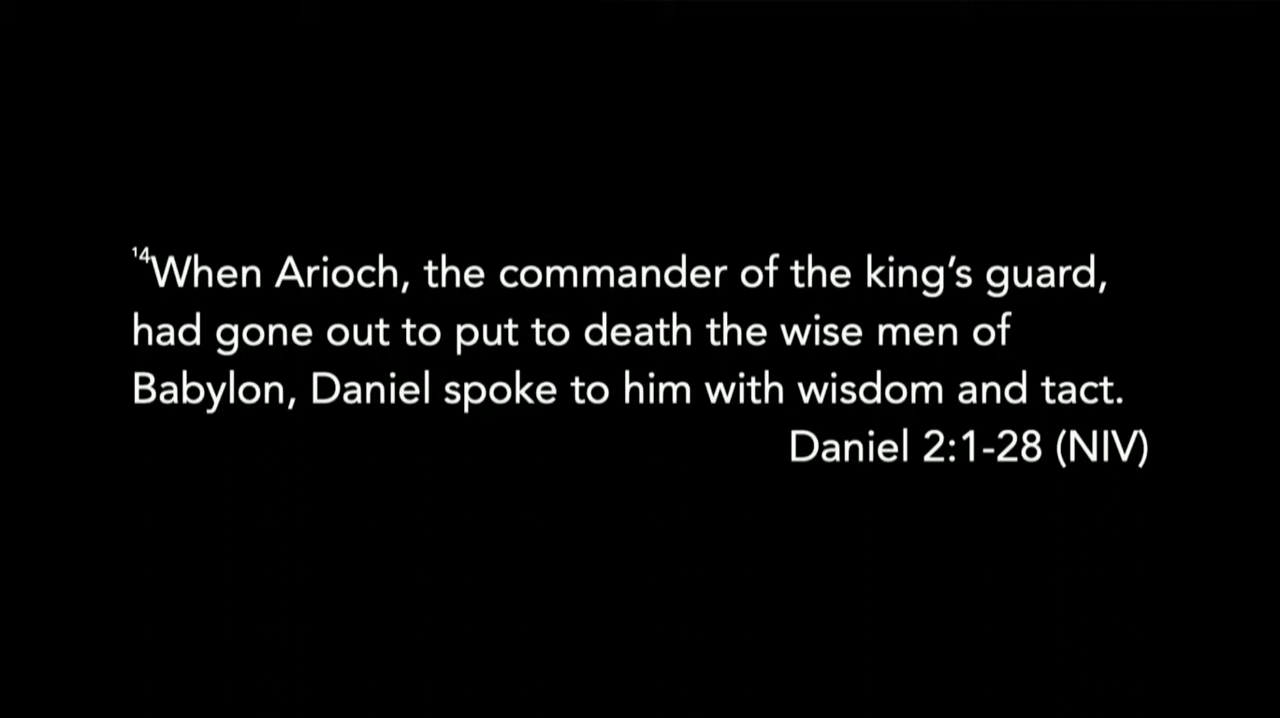 ¹⁴When Arioch, the commander of the king’s guard,
had gone out to put to death the wise men of
Babylon, Daniel spoke to him with wisdom and tact.
Daniel 2:1-28 (NIV)